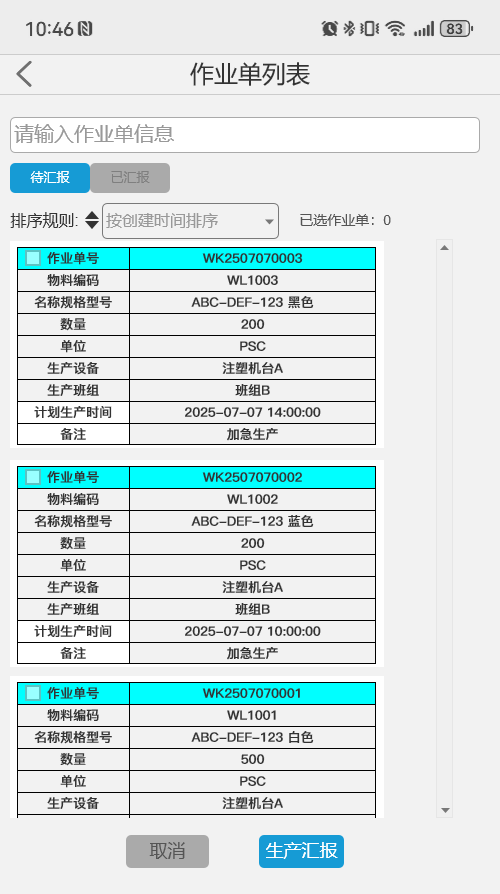 10:46 83
作业单列表
请输入作业单信息
待汇报 已汇报
排序规则: 按创建时间排序 已选作业单：0
作业单号 WK2507070003
物料编码 WL1003
名称规格型号 ABC-DEF-123 黑色
数量 200
单位 PSC
生产设备 注塑机台A
生产班组 班组B
计划生产时间 2025-07-07 14:00:00
备注 加急生产
作业单号 WK2507070002
物料编码 WL1002
名称规格型号 ABC-DEF-123 蓝色
数量 200
单位 PSC
生产设备 注塑机台A
生产班组 班组B
计划生产时间 2025-07-07 10:00:00
备注 加急生产
作业单号 WK2507070001
物料编码 WL1001
名称规格型号 ABC-DEF-123 白色
数量 500
单位 PSC
生产设备 注塑机台A
取消 生产汇报